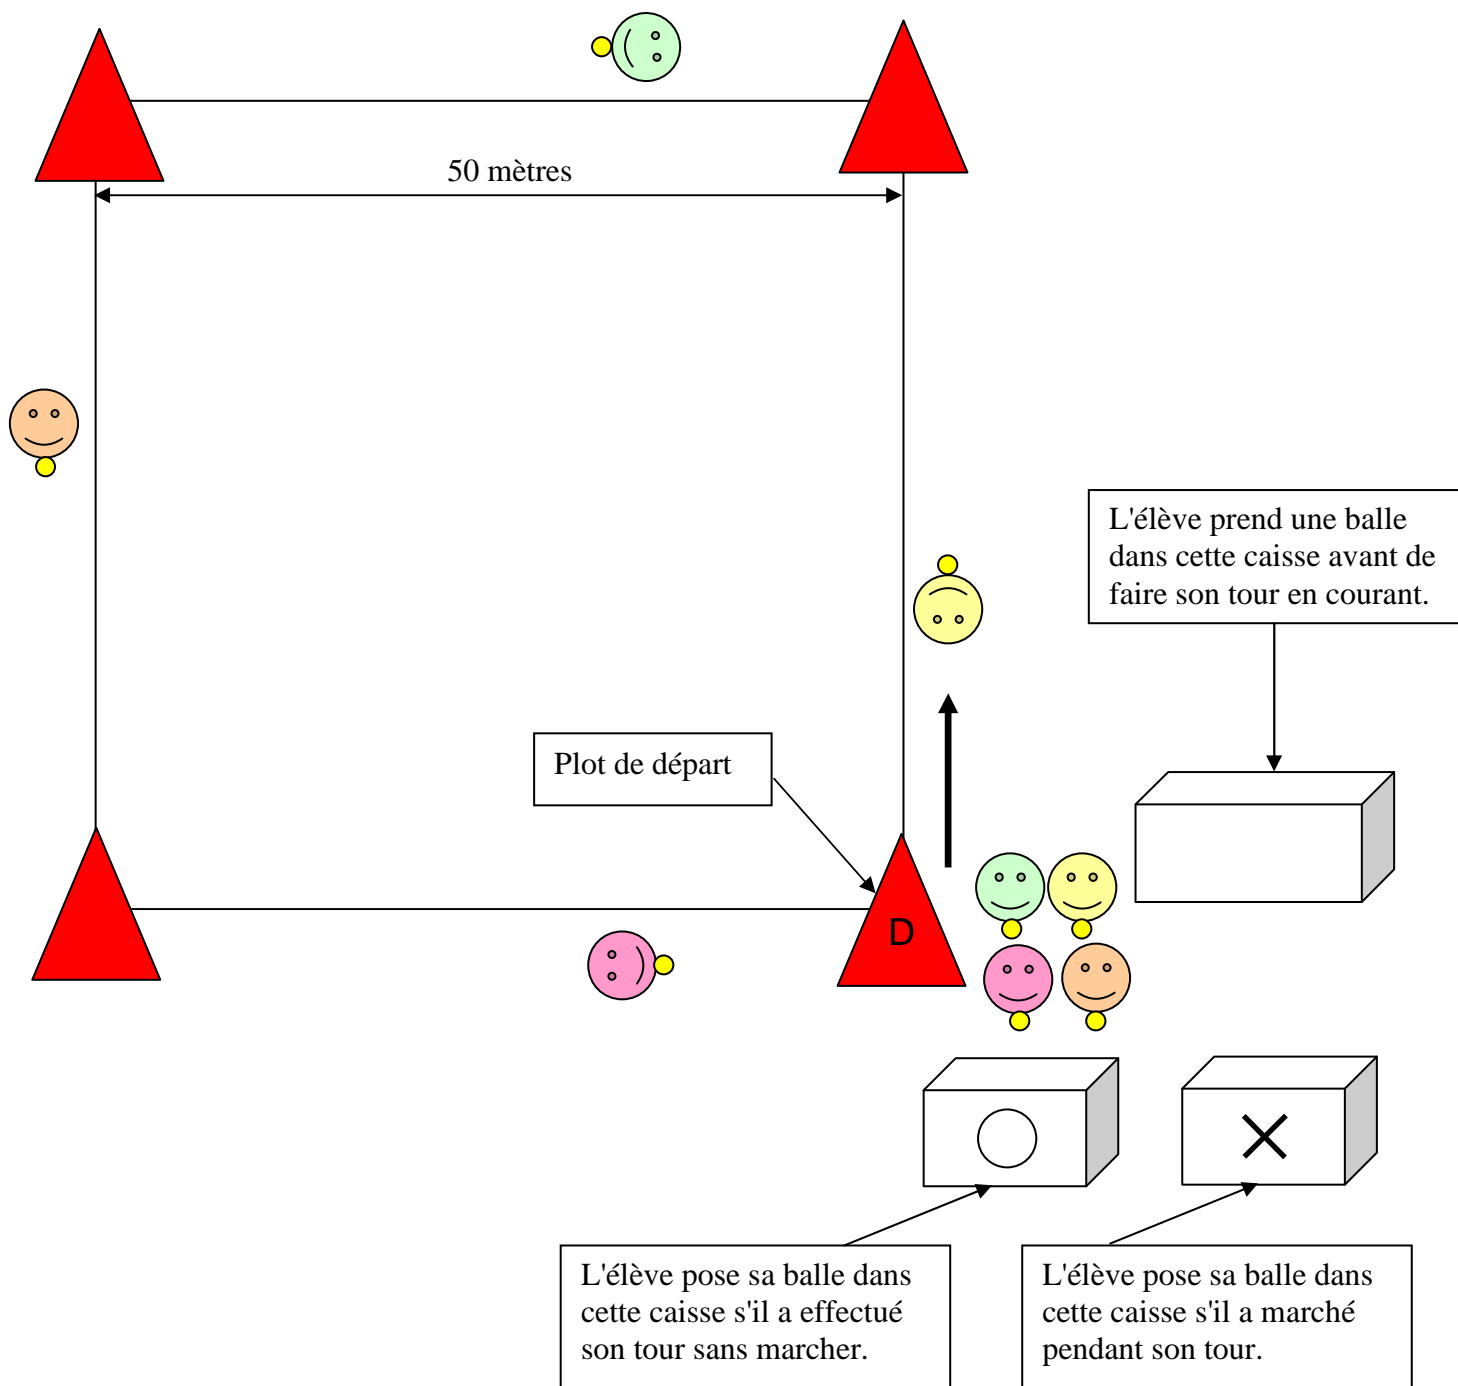 50 mètres
L'élève prend une balle
dans cette caisse avant de
faire son tour en courant.
Plot de départ
D
L'élève pose sa balle dans
cette caisse s'il a effectué
son tour sans marcher.
L'élève pose sa balle dans
cette caisse s'il a marché
pendant son tour.